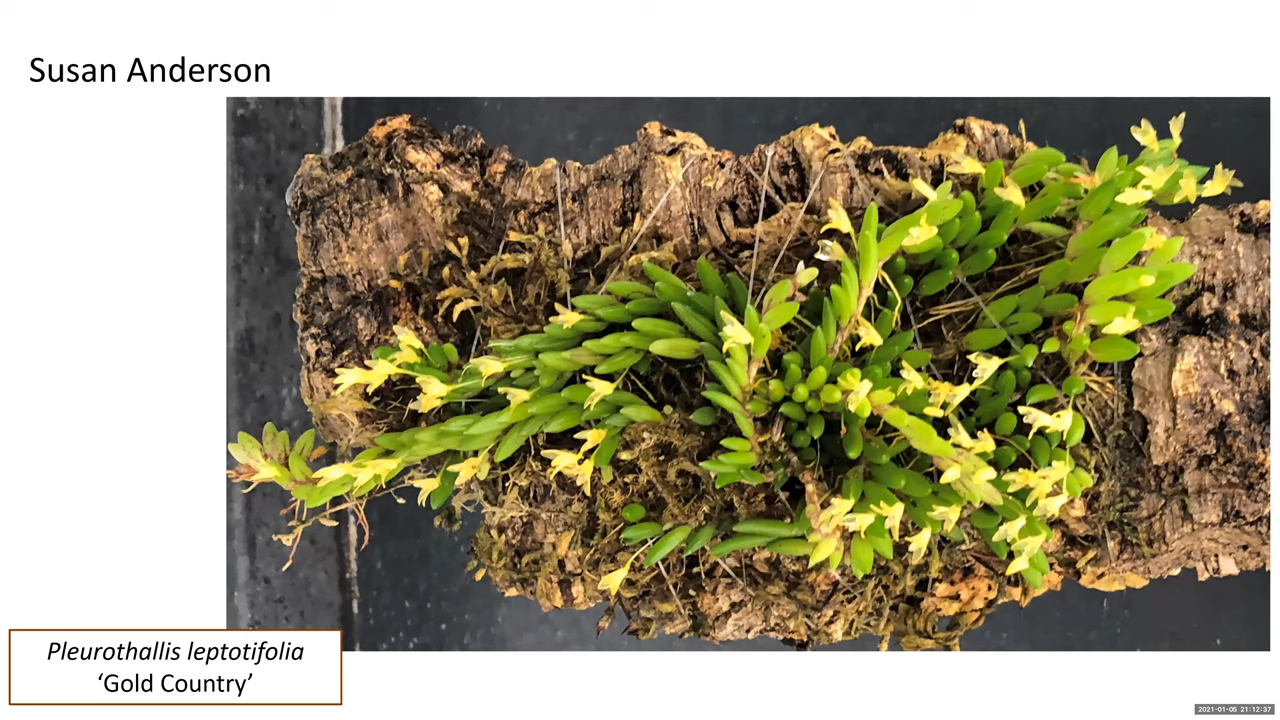 Susan Anderson
Pleurothallis leptotifolia
‘Gold Country’
2021-01-05 21:12:37